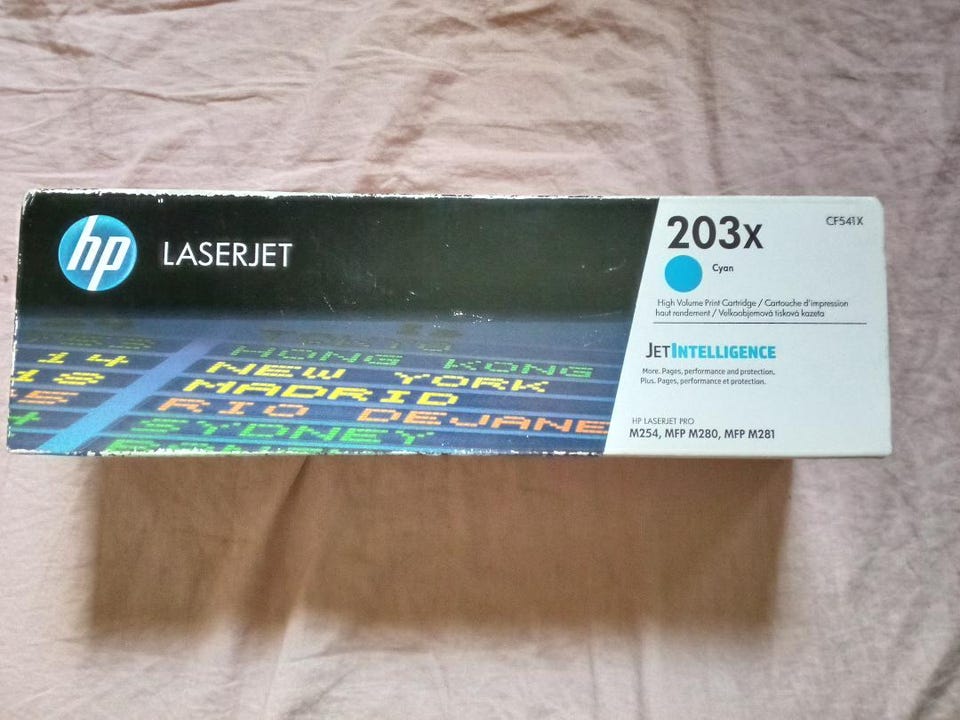 hp
LASERJET
HONG KONG
14 NEW YORK
18 MADRID
RIO DEJANE
SYDNEY
203x
CF541X
Cyan
High Volume Print Cartridge / Cartouche d'impression
haut rendement / Velkoobjemová tisková kazeta
JETINTELLIGENCE
More. Pages, performance and protection.
Plus. Pages, performance et protection.
HP LASERJET PRO
M254, MFP M280, MFP M281